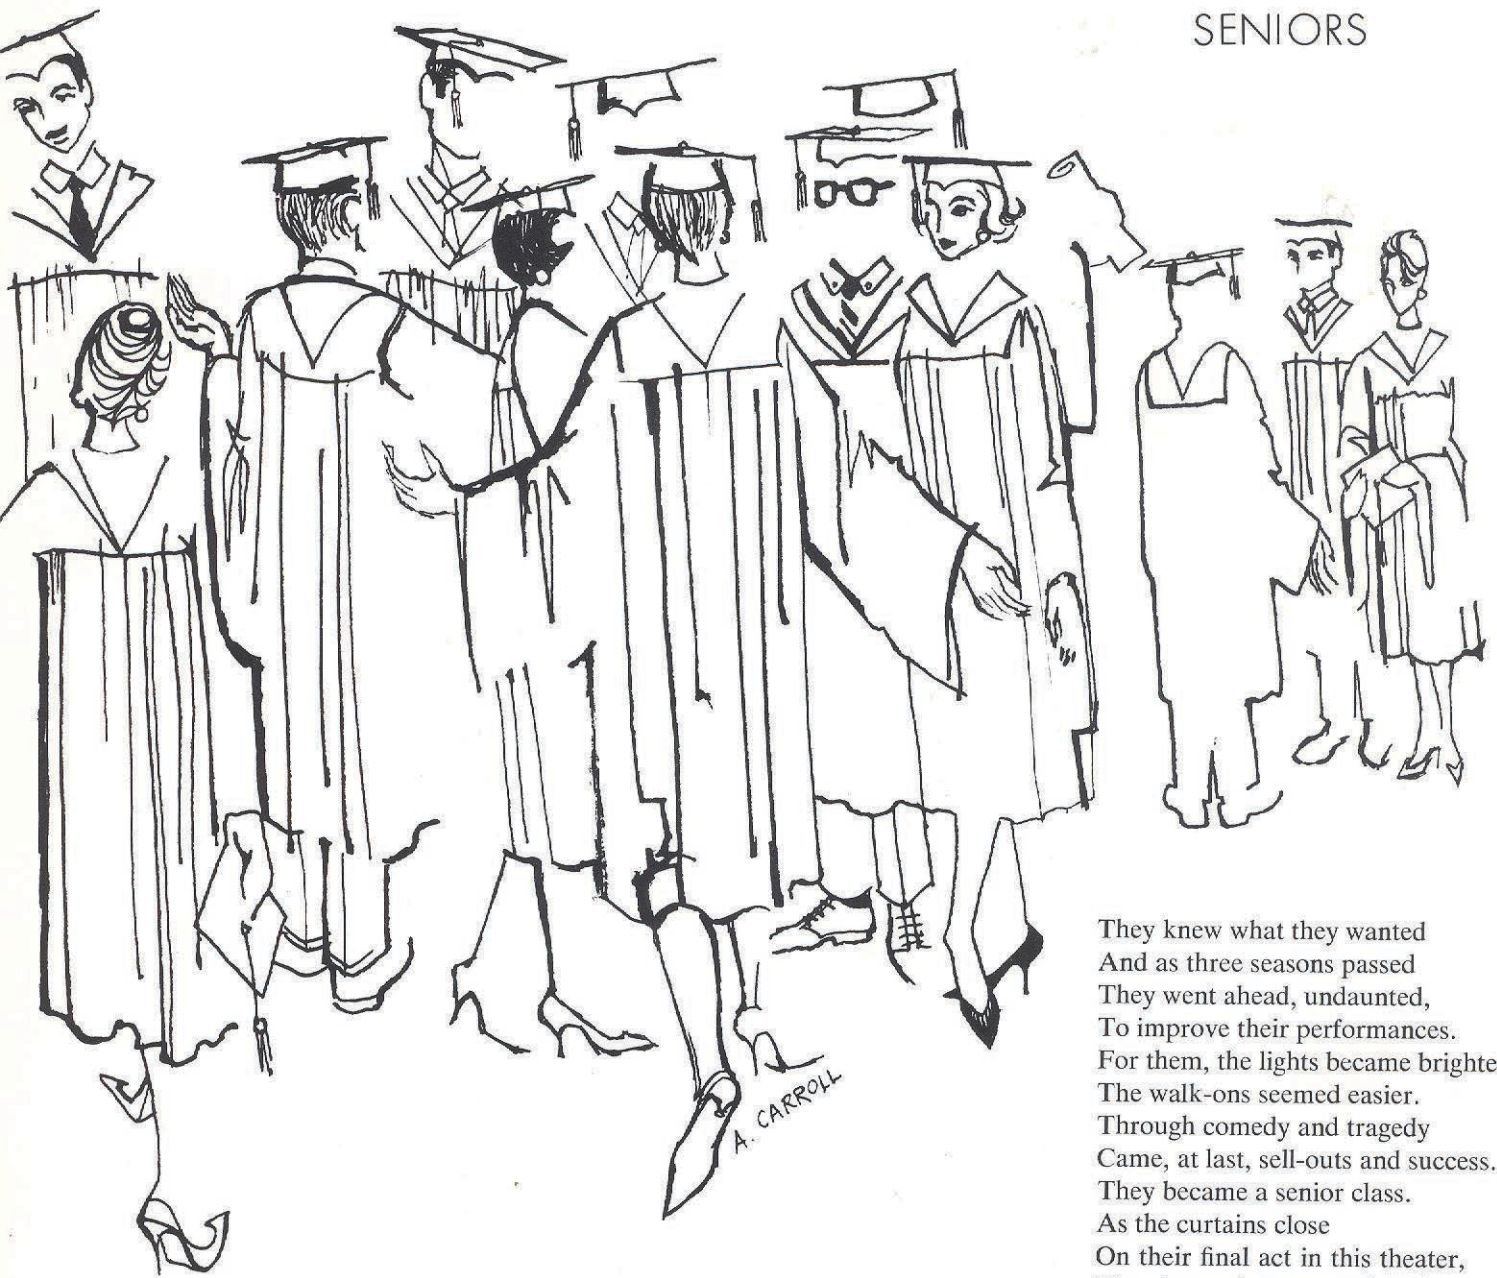 SENIORS
A. CARROLL
They knew what they wanted
And as three seasons passed
They went ahead, undaunted,
To improve their performances.
For them, the lights became brighte
The walk-ons seemed easier.
Through comedy and tragedy
Came, at last, sell-outs and success.
They became a senior class.
As the curtains close
On their final act in this theater,